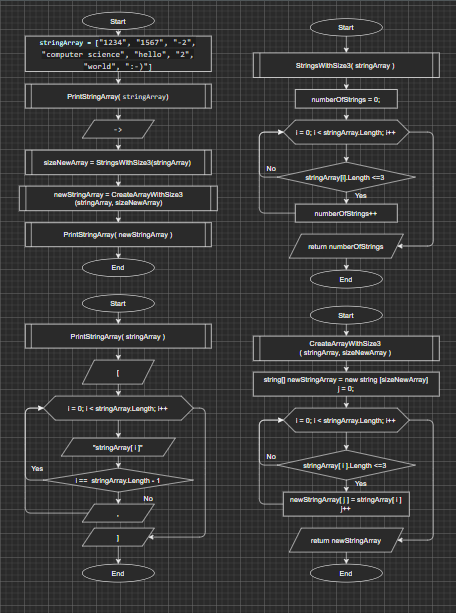 Start
stringArray = ["1234", "1567", "-2",
"computer science", "hello", "2",
"world", ":-)"]
PrintStringArray( stringArray)
->
sizeNewArray = StringsWithSize3(stringArray)
newStringArray = CreateArrayWithSize3
(stringArray, sizeNewArray)
PrintStringArray( newStringArray )
End
Start
StringsWithSize3( stringArray )
numberOfStrings = 0;
i = 0; i < stringArray.Length; i++
No
stringArray[i].Length <=3
Yes
numberOfStrings++
return numberOfStrings
End
Start
PrintStringArray( stringArray )
[
i = 0; i < stringArray.Length; i++
"stringArray[ i ]"
Yes
i == stringArray.Length - 1
No
,
]
End
Start
CreateArrayWithSize3
( stringArray, sizeNewArray )
string[] newStringArray = new string [sizeNewArray]
j = 0;
i = 0; i < stringArray.Length; i++
No
stringArray[ i ].Length <=3
Yes
newStringArray[ j ] = stringArray[ i ]
j++
return newStringArray
End